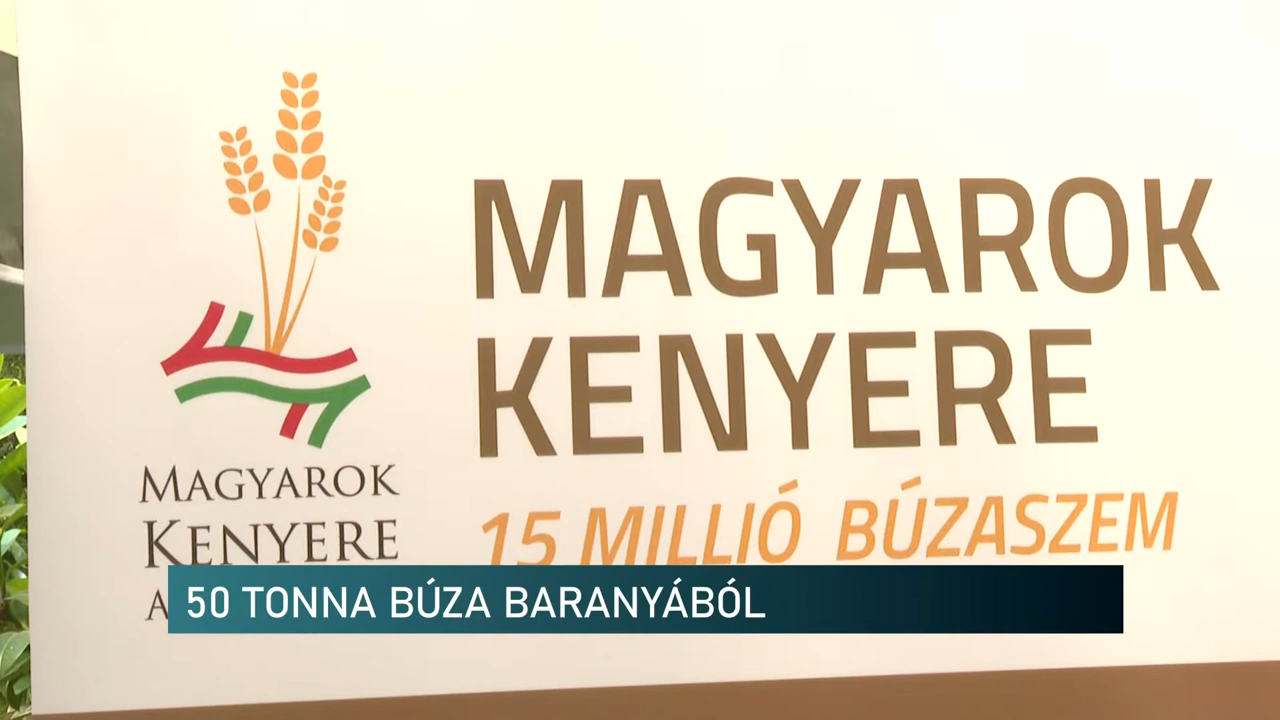 MAGYAROK
KENYERE
15 MILLIÓ BÚZASZEM
MAGYAROK
KENYERE
50 TONNA BÚZA BARANYÁBÓL